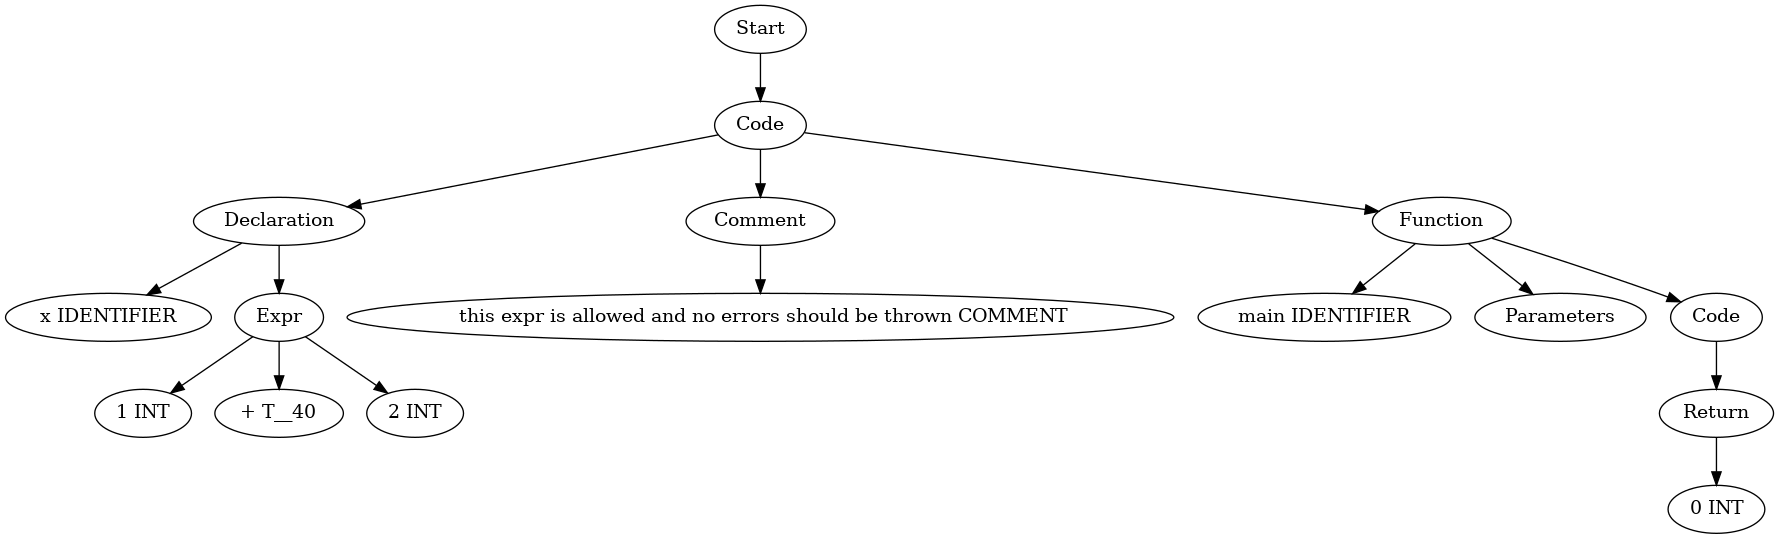 Start
Code
Declaration
Comment
Function
x IDENTIFIER
Expr
this expr is allowed and no errors should be thrown COMMENT
main IDENTIFIER
Parameters
Code
1 INT
+ T__40
2 INT
Return
0 INT